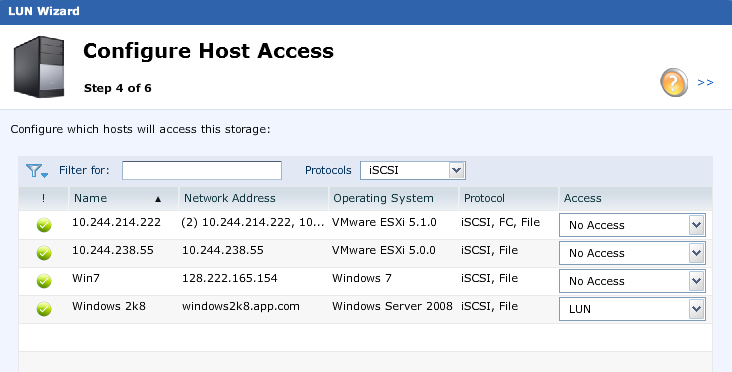 LUN Wizard
Configure Host Access
Step 4 of 6
? >>
Configure which hosts will access this storage:
Filter for: Protocols iSCSI
! Name ▲ Network Address Operating System Protocol Access
10.244.214.222 (2) 10.244.214.222, 10... VMware ESXi 5.1.0 iSCSI, FC, File No Access
10.244.238.55 10.244.238.55 VMware ESXi 5.0.0 iSCSI, File No Access
Win7 128.222.165.154 Windows 7 iSCSI, File No Access
Windows 2k8 windows2k8.app.com Windows Server 2008 iSCSI, File LUN